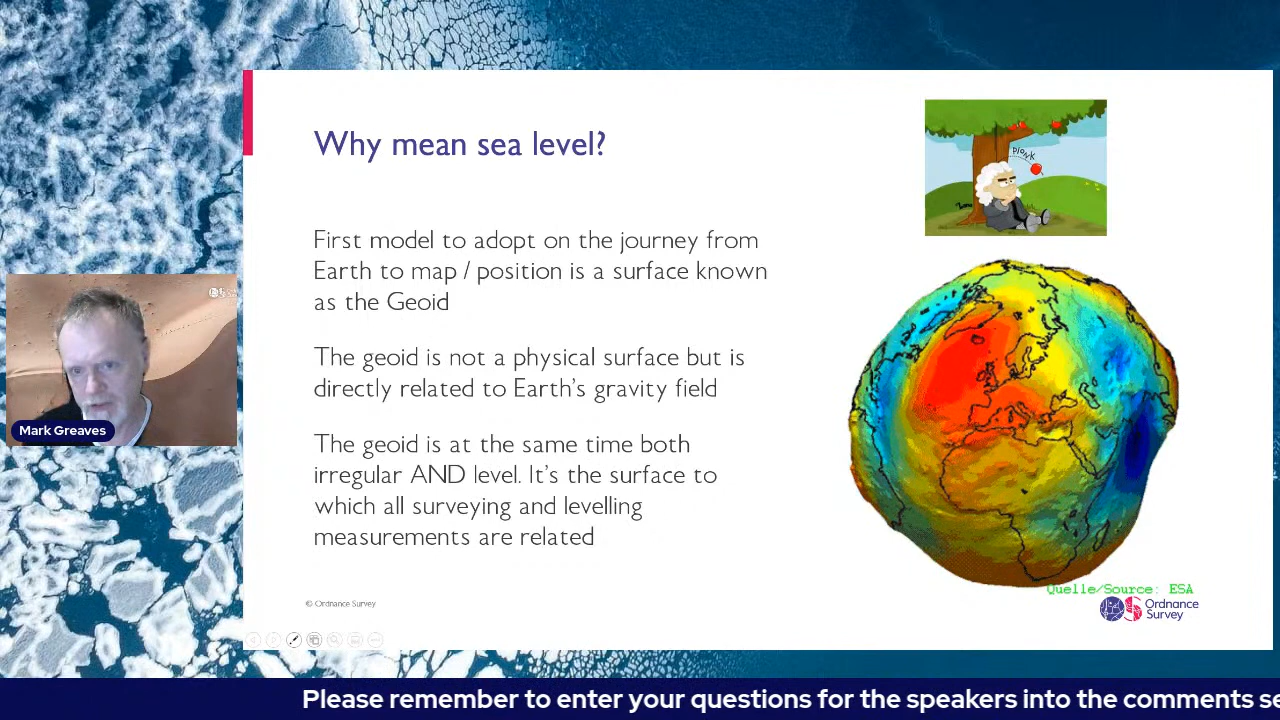 Why mean sea level?
plonk
First model to adopt on the journey from
Earth to map / position is a surface known
as the Geoid
The geoid is not a physical surface but is
directly related to Earth's gravity field
The geoid is at the same time both
irregular AND level. It's the surface to
which all surveying and levelling
measurements are related
Mark Greaves
Quelle/Source: ESA
© Ordnance Survey
Ordnance
Survey
Please remember to enter your questions for the speakers into the comments se